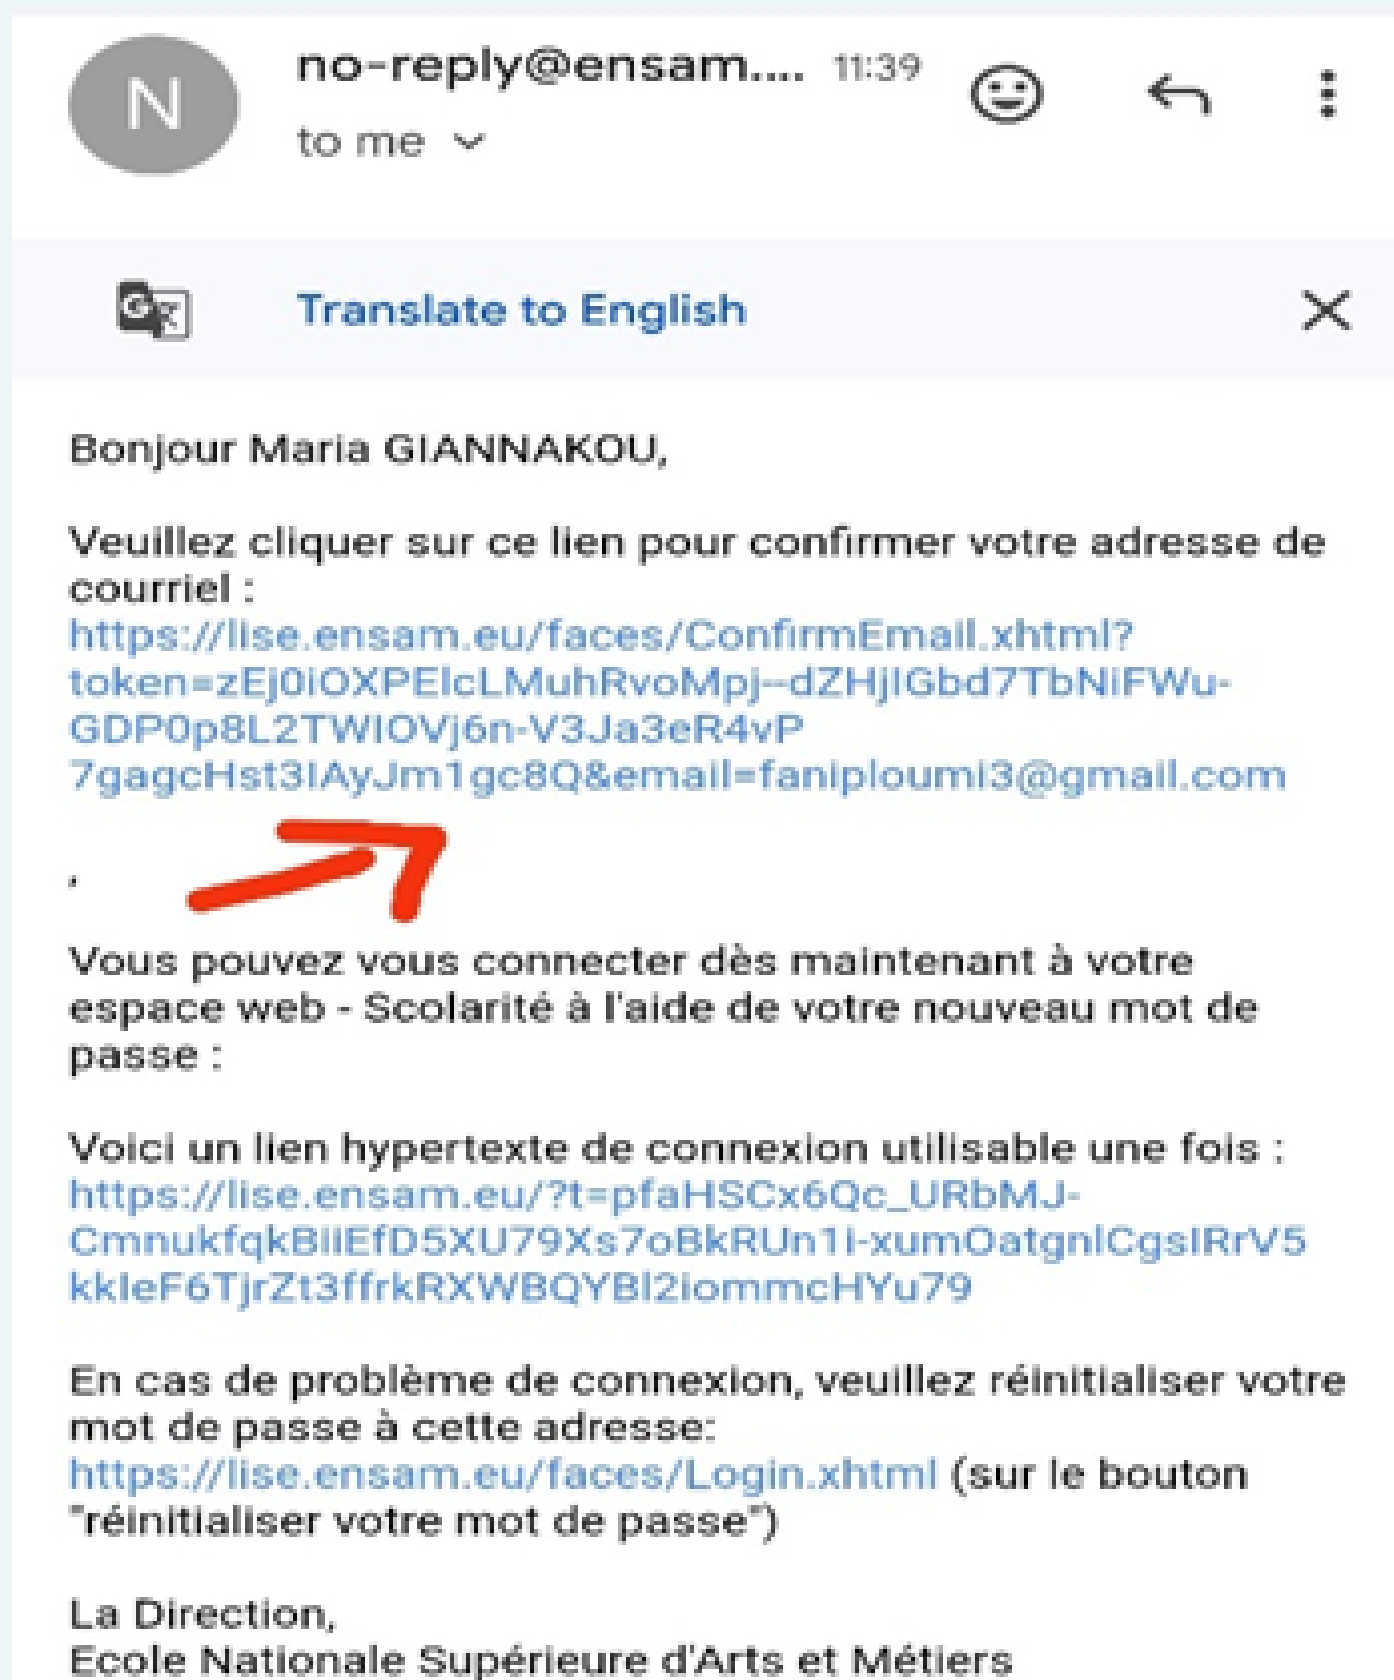 N
no-reply@ensam.... 11:39
to me
Translate to English
Bonjour Maria GIANNAKOU,
Veuillez cliquer sur ce lien pour confirmer votre adresse de
courriel :
https://lise.ensam.eu/faces/ConfirmEmail.xhtml?
token=zEj0iOXPElcLMuhRvoMpj--dZHjIGbd7TbNiFWu-
GDP0p8L2TWIOVj6n-V3Ja3eR4vP
7gagcHst3IAyJm1gc8Q&email=faniploumi3@gmail.com
,
Vous pouvez vous connecter dès maintenant à votre
espace web - Scolarité à l'aide de votre nouveau mot de
passe :
Voici un lien hypertexte de connexion utilisable une fois :
https://lise.ensam.eu/?t=pfaHSCx6Qc_URbMJ-
CmnukfqkBiiEfD5XU79Xs7oBkRUn1i-xumOatgnlCgsIRrV5
kkIeF6TjrZt3ffrkRXWBQYBl2iommcHYu79
En cas de problème de connexion, veuillez réinitialiser votre
mot de passe à cette adresse:
https://lise.ensam.eu/faces/Login.xhtml (sur le bouton
"réinitialiser votre mot de passe")
La Direction,
Ecole Nationale Supérieure d'Arts et Métiers